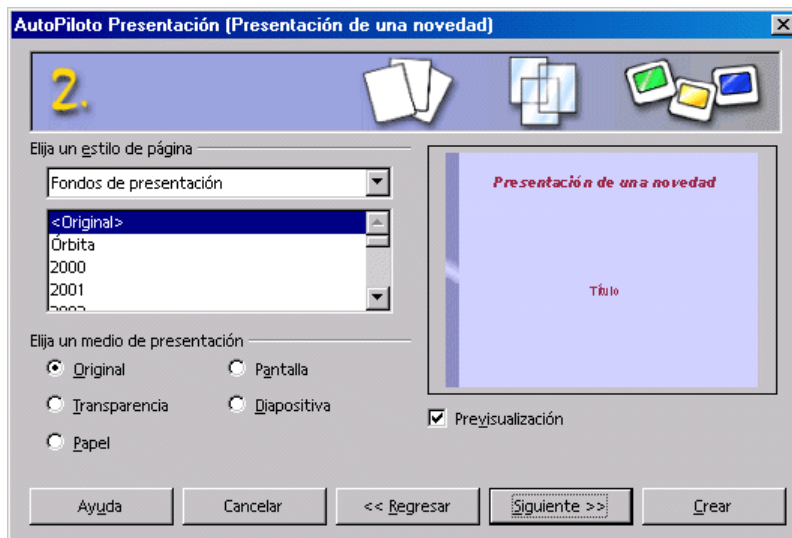 AutoPiloto Presentación (Presentación de una novedad)
2.
Elija un estilo de página
Fondos de presentación
<Original>
Órbita
2000
2001
2002
Presentación de una novedad
Título
Elija un medio de presentación
Original
Pantalla
Transparencia
Diapositiva
Papel
Previsualización
Ayuda
Cancelar
<< Regresar
Siguiente >>
Crear